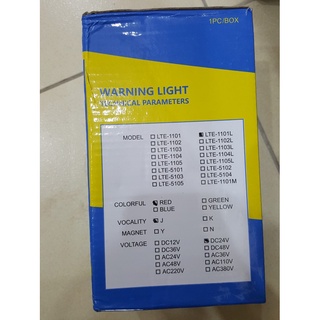 1PC/BOX
WARNING LIGHT
PARAMETERS
MODEL LTE-1101 LTE-1101L
LTE-1102 LTE-1102L
LTE-1103 LTE-1103L
LTE-1104 LTE-1104L
LTE-1105 LTE-1105L
LTE-5101 LTE-5102
LTE-5103 LTE-5104
LTE-5105 LTE-1101M
COLORFUL RED GREEN
BLUE YELLOW
VOCALITY J K
MAGNET Y N
VOLTAGE DC12V DC24V
DC36V DC48V
AC24V AC36V
AC48V AC110V
AC220V AC380V